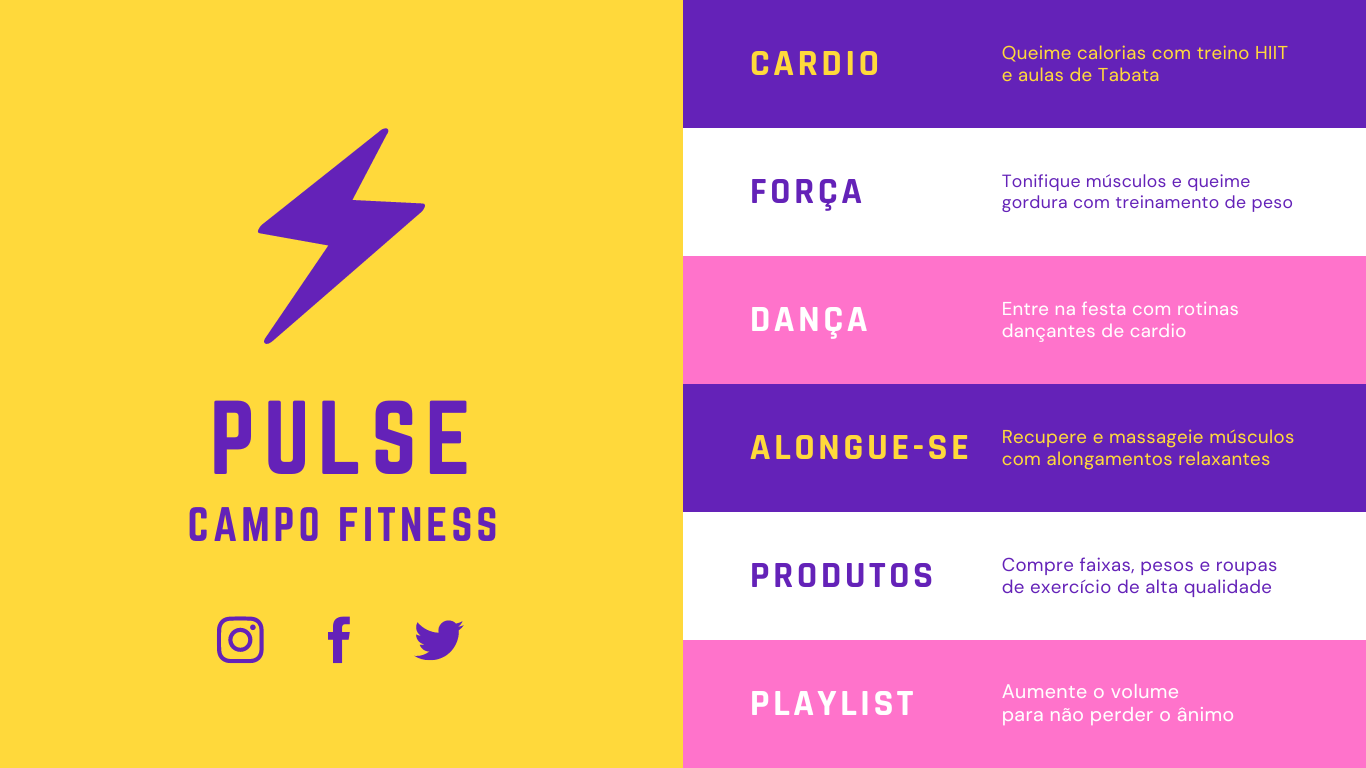 PULSE
CAMPO FITNESS
CARDIO
Queime calorias com treino HIIT
e aulas de Tabata
FORÇA
Tonifique músculos e queime
gordura com treinamento de peso
DANÇA
Entre na festa com rotinas
dançantes de cardio
ALONGUE-SE
Recupere e massageie músculos
com alongamentos relaxantes
PRODUTOS
Compre faixas, pesos e roupas
de exercício de alta qualidade
PLAYLIST
Aumente o volume
para não perder o ânimo